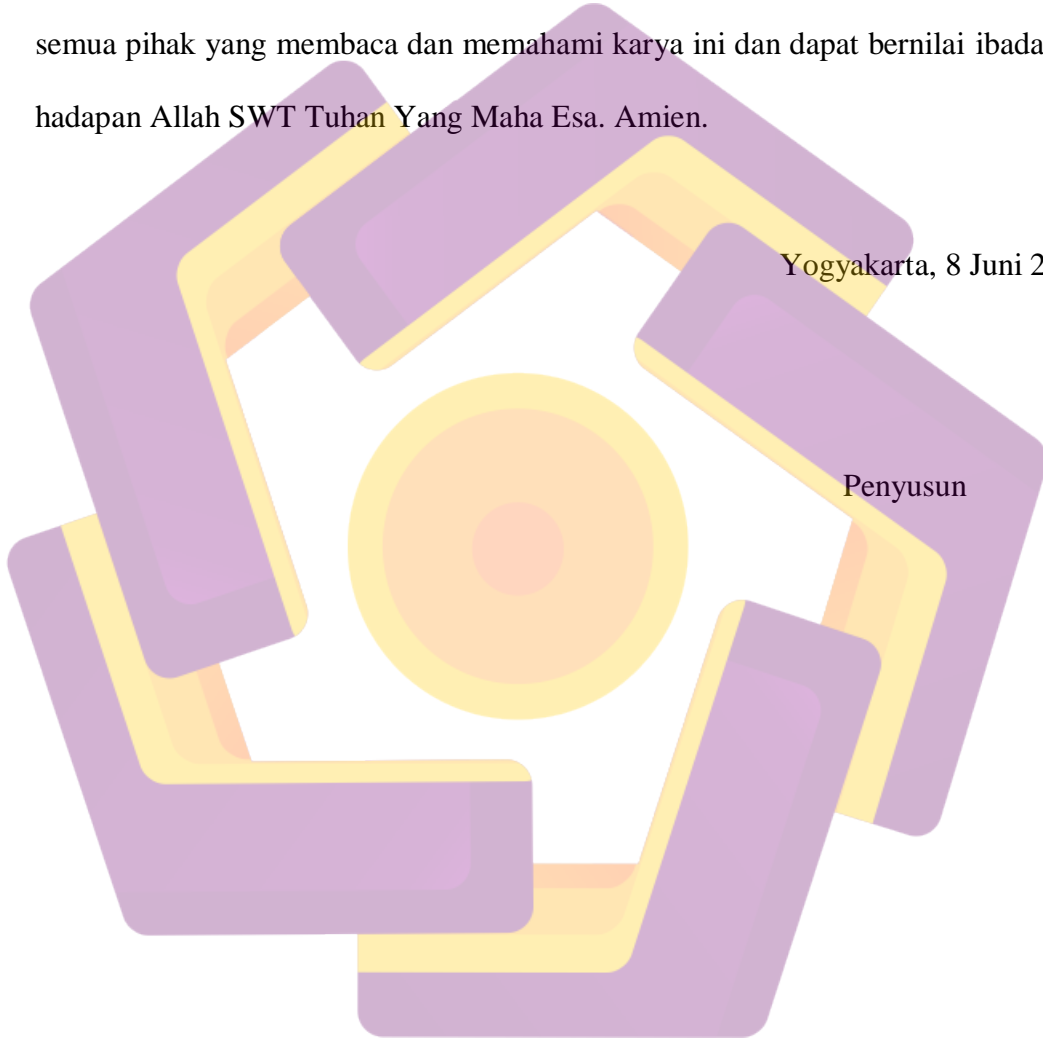 semua pihak yang membaca dan memahami karya ini dan dapat bernilai ibada
hadapan Allah SWT Tuhan Yang Maha Esa. Amien.
Yogyakarta, 8 Juni 2
Penyusun